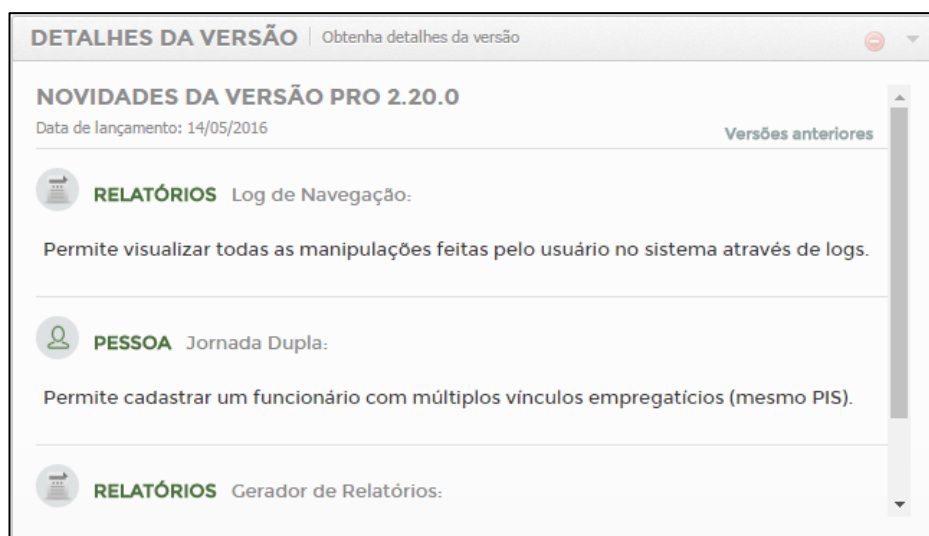 DETALHES DA VERSÃO | Obtenha detalhes da versão
NOVIDADES DA VERSÃO PRO 2.20.0
Data de lançamento: 14/05/2016
Versões anteriores
RELATÓRIOS Log de Navegação:
Permite visualizar todas as manipulações feitas pelo usuário no sistema através de logs.
PESSOA Jornada Dupla:
Permite cadastrar um funcionário com múltiplos vínculos empregatícios (mesmo PIS).
RELATÓRIOS Gerador de Relatórios: